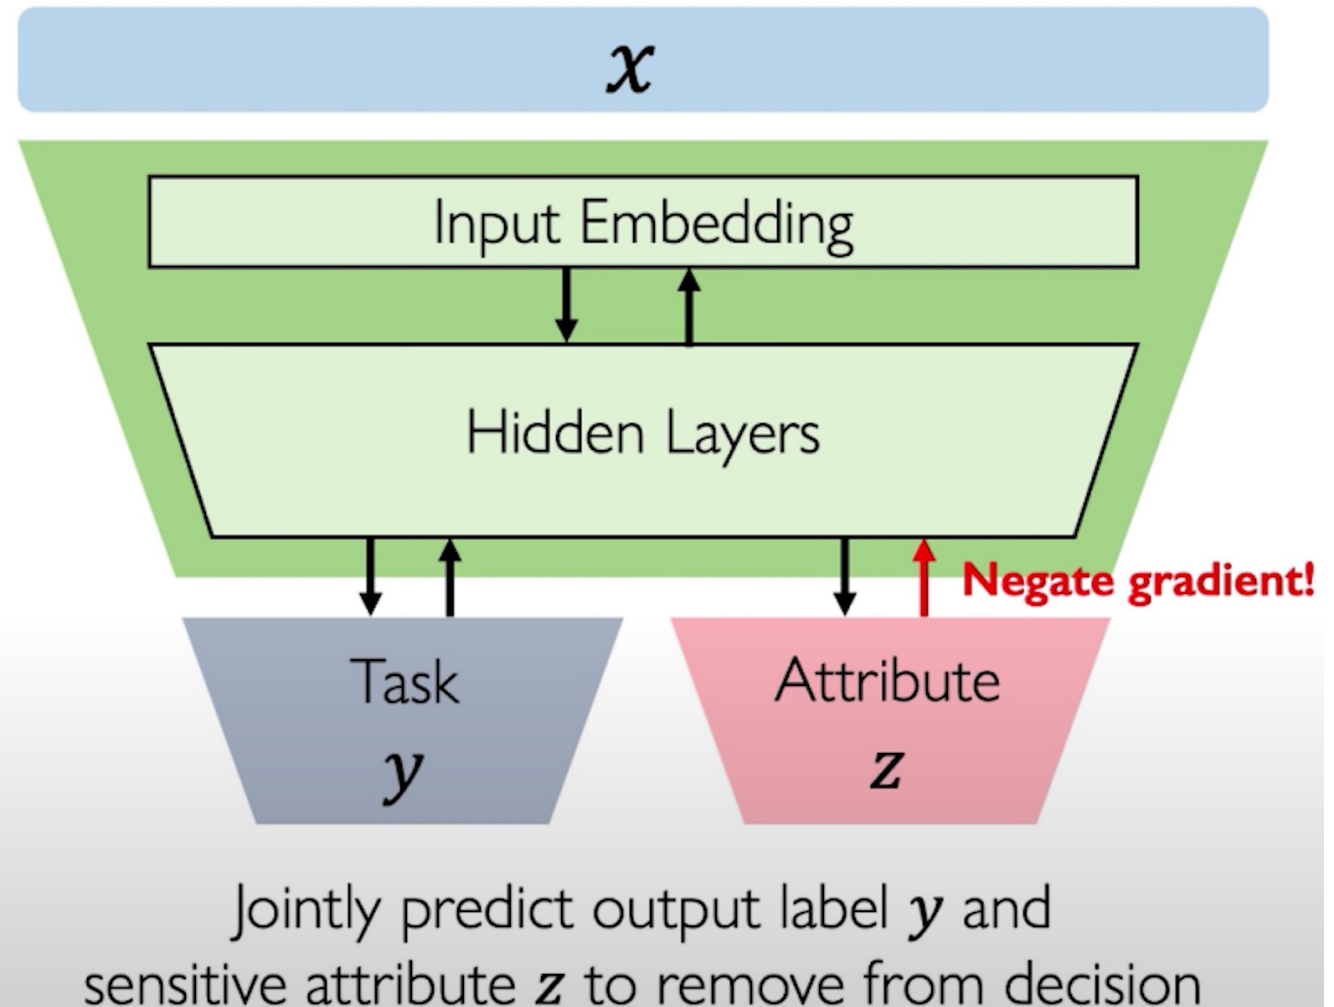 x
Input Embedding
Hidden Layers
Negate gradient!
Task
y
Attribute
z
Jointly predict output label y and
sensitive attribute z to remove from decision